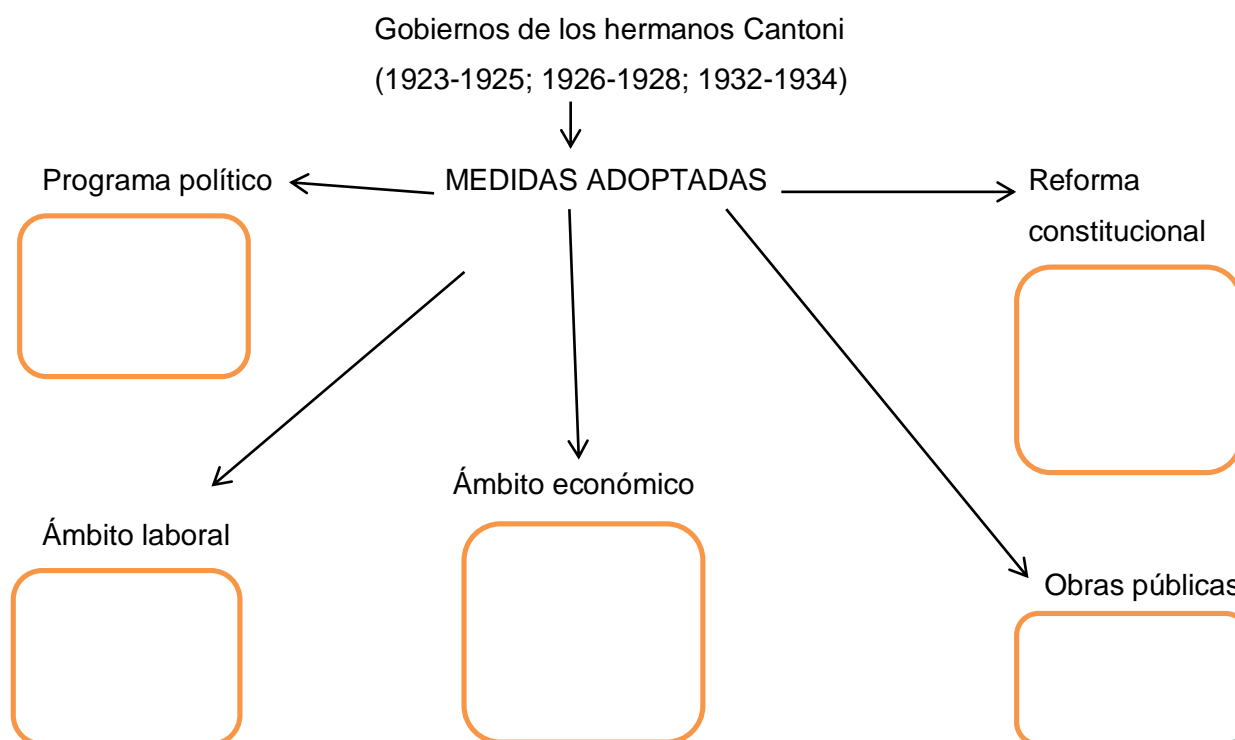 Gobiernos de los hermanos Cantoni
(1923-1925; 1926-1928; 1932-1934)
Programa político
MEDIDAS ADOPTADAS
Reforma
constitucional
Ámbito laboral
Ámbito económico
Obras públicas